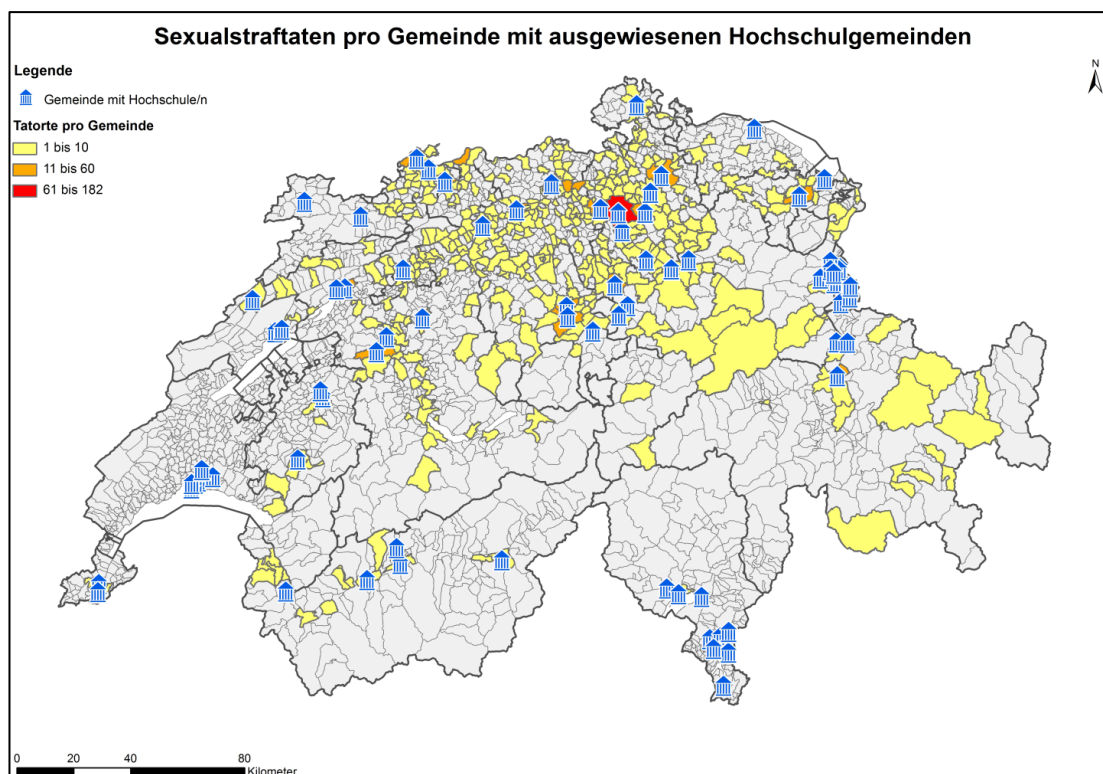 Sexualstraftaten pro Gemeinde mit ausgewiesenen Hochschulgemeinden
Legende
Gemeinde mit Hochschule/n
Tatorte pro Gemeinde
1 bis 10
11 bis 60
61 bis 182
N
0 20 40 80
Kilometer